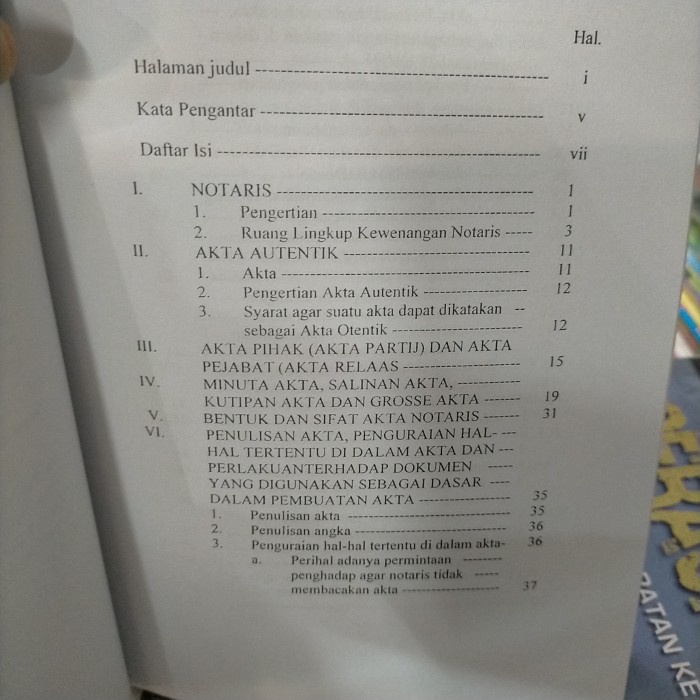 Hal.
Halaman judul ---------------------------------------------- i
Kata Pengantar -------------------------------------------- v
Daftar Isi -------------------------------------------------- vii
I. NOTARIS ---------------------------------------- 1
1. Pengertian --------------------------------- 1
2. Ruang Lingkup Kewenangan Notaris ----- 3
II. AKTA AUTENTIK ----------------------------- 11
1. Akta --------------------------------------- 11
2. Pengertian Akta Autentik ---------------- 12
3. Syarat agar suatu akta dapat dikatakan --
sebagai Akta Otentik -------------------- 12
III. AKTA PIHAK (AKTA PARTIJ) DAN AKTA
PEJABAT (AKTA RELAAS ------------------ 15
IV. MINUTA AKTA, SALINAN AKTA, ----------
KUTIPAN AKTA DAN GROSSE AKTA ------ 19
V. BENTUK DAN SIFAT AKTA NOTARIS ------ 31
VI. PENULISAN AKTA, PENGURAIAN HAL- ---
HAL TERTENTU DI DALAM AKTA DAN ---
PERLAKUANTERHADAP DOKUMEN -----
YANG DIGUNAKAN SEBAGAI DASAR ----
DALAM PEMBUATAN AKTA ---------------- 35
1. Penulisan akta --------------------------- 35
2. Penulisan angka ------------------------- 36
3. Penguraian hal-hal tertentu di dalam akta- 36
a. Perihal adanya permintaan --------
penghadap agar notaris tidak -----
membacakan akta ------------------- 37